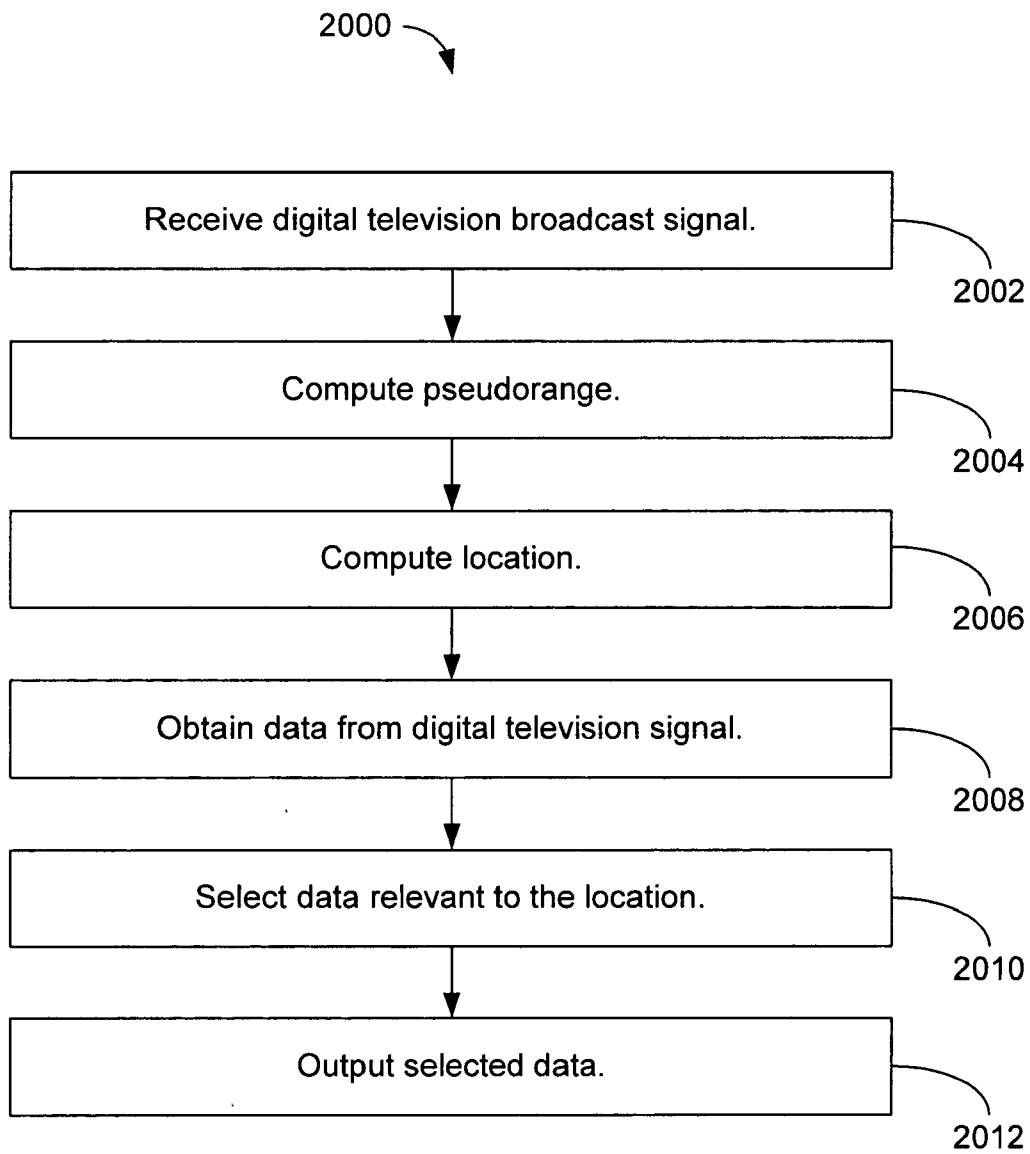 2000
Receive digital television broadcast signal.
2002
Compute pseudorange.
2004
Compute location.
2006
Obtain data from digital television signal.
2008
Select data relevant to the location.
2010
Output selected data.
2012